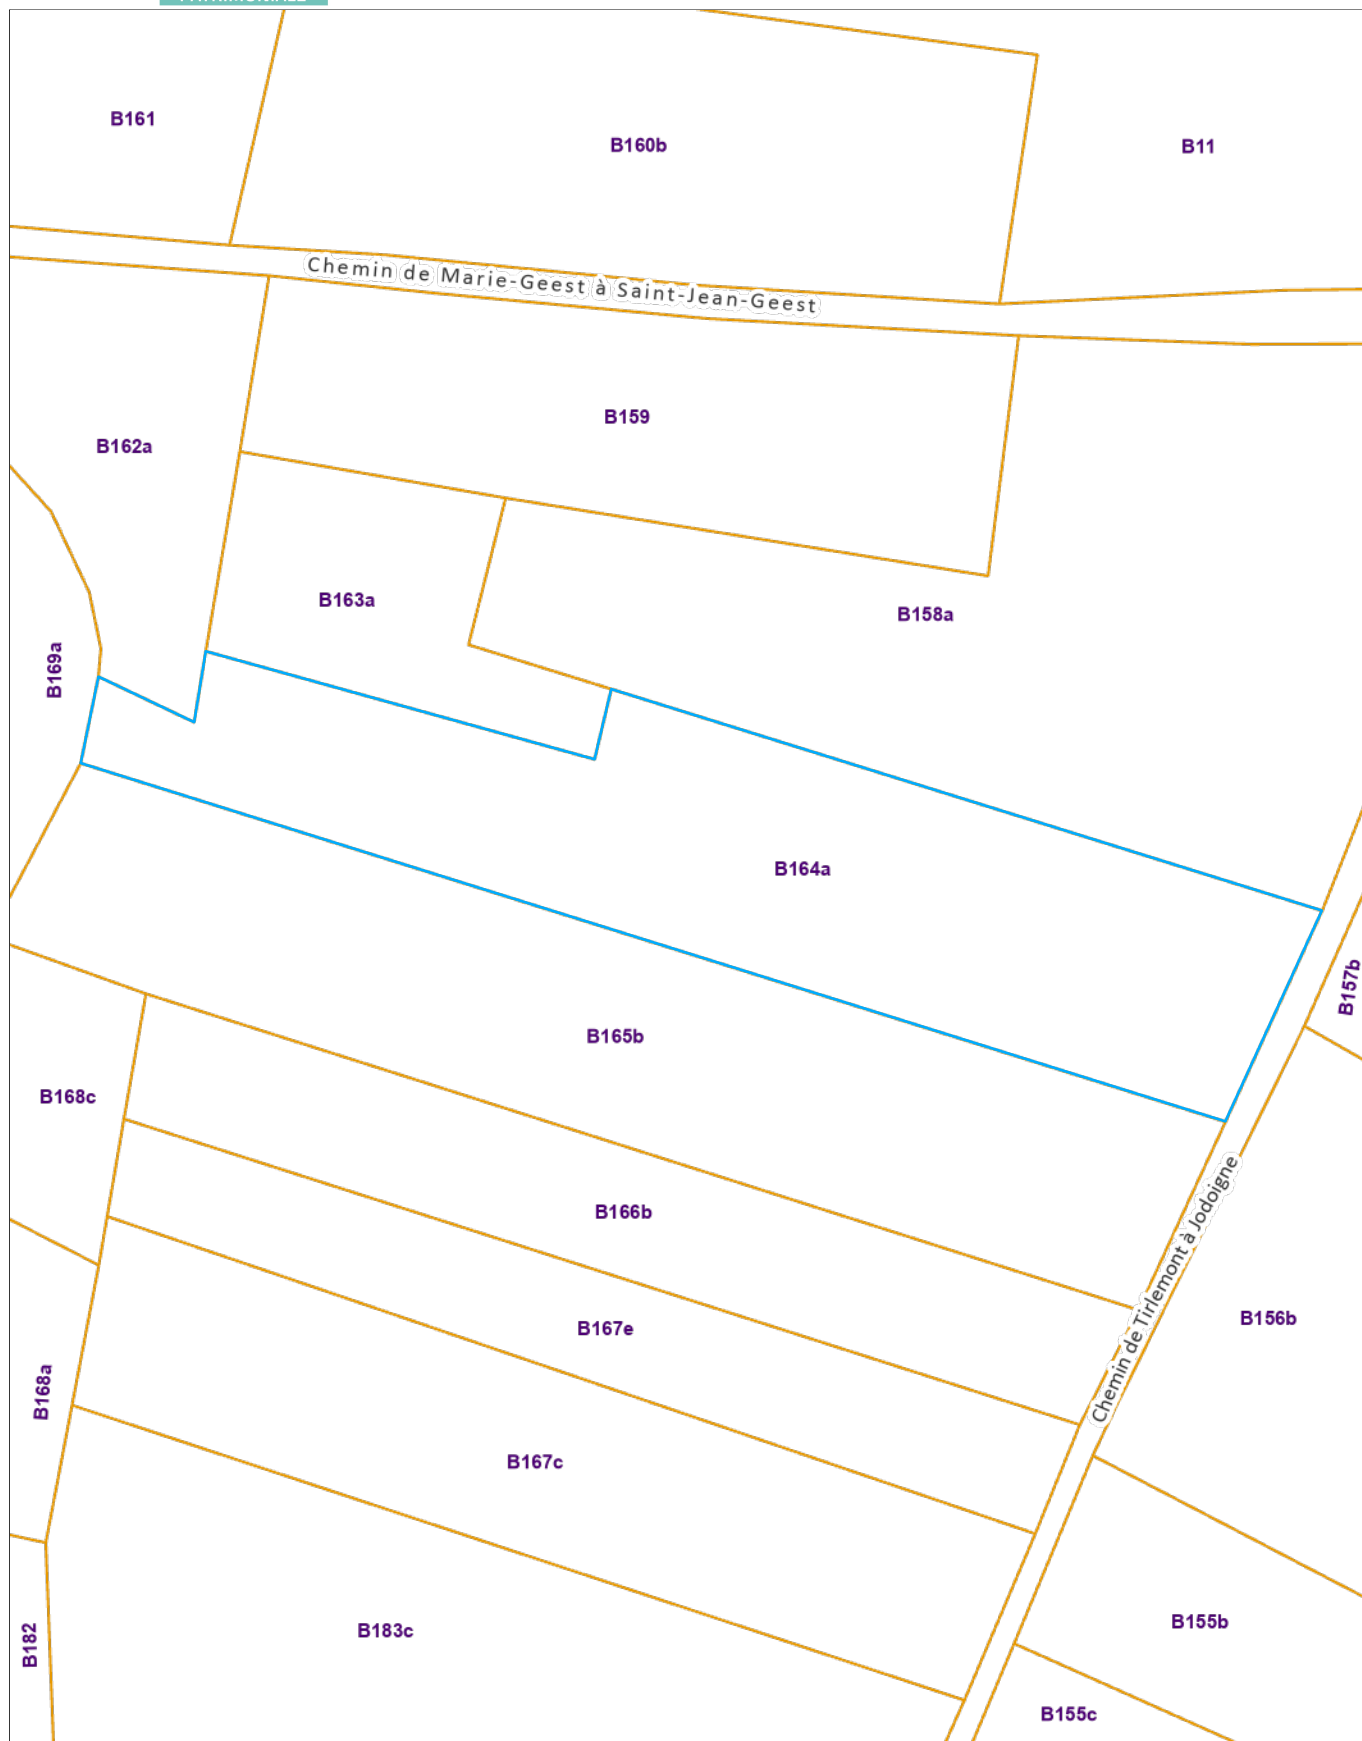 B161
B160b
B11
Chemin de Marie-Geest à Saint-Jean-Geest
B159
B162a
B163a
B158a
B169a
B164a
B157b
B165b
B168c
B166b
Chemin de Tirlemont à Jodoigne
B156b
B167e
B168a
B167c
B155b
B183c
B182
B155c